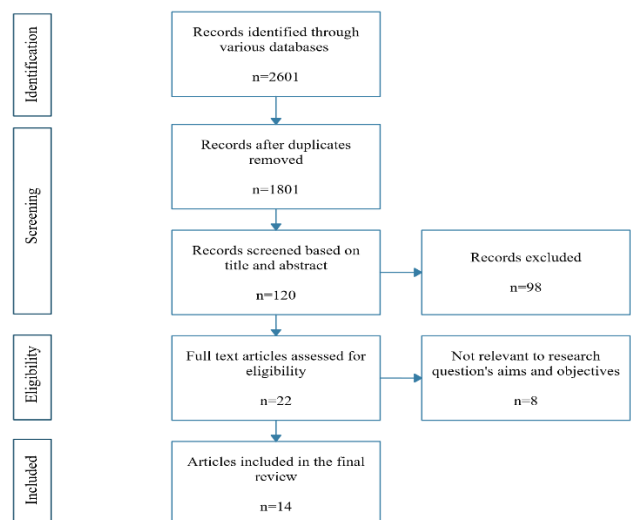 Identification
Records identified through
various databases
n=2601
Screening
Records after duplicates
removed
n=1801
Records screened based on
title and abstract
n=120
Records excluded
n=98
Eligibility
Full text articles assessed for
eligibility
n=22
Not relevant to research
question's aims and objectives
n=8
Included
Articles included in the final
review
n=14